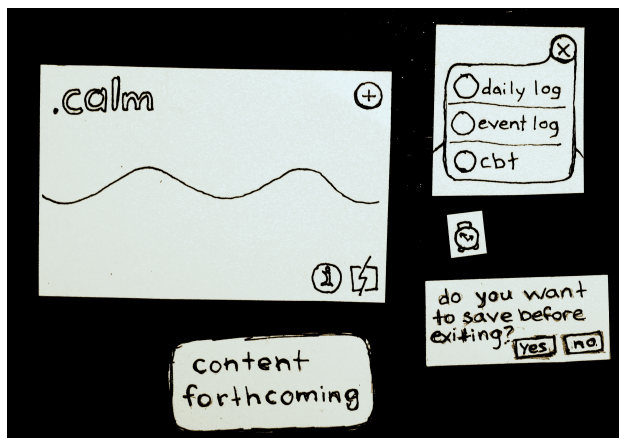 .calm
+
i
x
daily log
event log
cbt
do you want
to save before
exiting?
yes
no
content
forthcoming